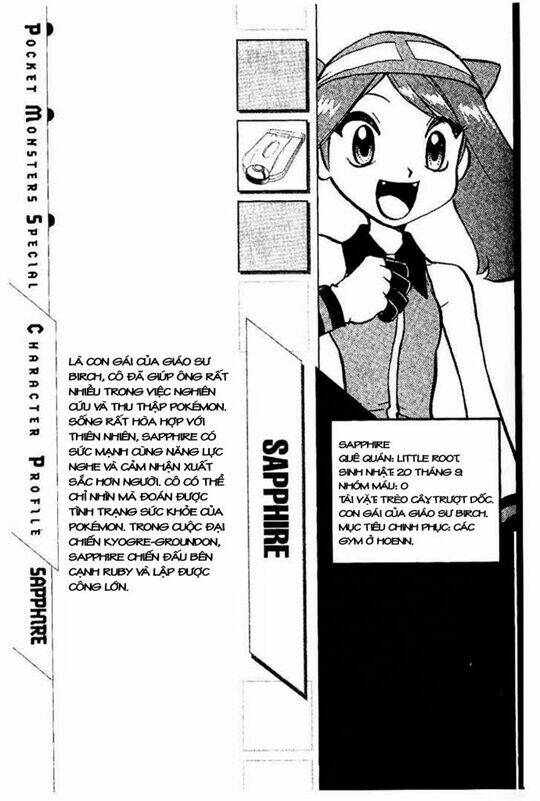 POCKET MONSTERS SPECIAL CHARACTER PROFILE SAPPHIRE
LÀ CON GÁI CỦA GIÁO SƯ
BIRCH, CÔ ĐÃ GIÚP ÔNG RẤT
NHIỀU TRONG VIỆC NGHIÊN
CỨU VÀ THU THẬP POKÉMON.
SỐNG RẤT HÒA HỢP VỚI
THIÊN NHIÊN, SAPPHIRE CÓ
SỨC MẠNH CÙNG NĂNG LỰC
NGHE VÀ CẢM NHẬN XUẤT
SẮC HƠN NGƯỜI. CÔ CÓ THỂ
CHỈ NHÌN MÀ ĐOÁN ĐƯỢC
TÌNH TRẠNG SỨC KHỎE CỦA
POKÉMON. TRONG CUỘC ĐẠI
CHIẾN KYOGRE-GROUNDON,
SAPPHIRE CHIẾN ĐẤU BÊN
CẠNH RUBY VÀ LẬP ĐƯỢC
CÔNG LỚN.
SAPPHIRE
SAPPHIRE
QUÊ QUÁN: LITTLE ROOT.
SINH NHẬT: 20 THÁNG 9
NHÓM MÁU: O
TÀI VẶT: TRÈO CÂY, TRƯỢT DỐC.
CON GÁI CỦA GIÁO SƯ BIRCH.
MỤC TIÊU CHINH PHỤC: CÁC
GYM Ở HOENN.